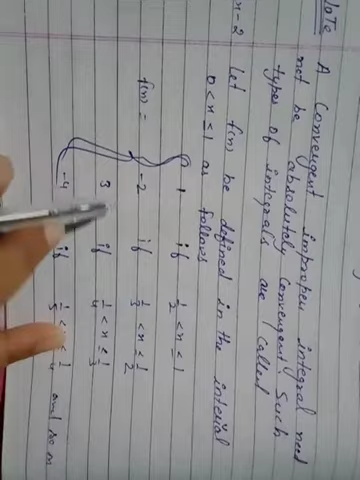 NOTE A convergent improper integral need
not be absolutely convergent. Such
types of integrals are called
n-2 Let f(x) be defined in the interval
0<x≤1 as follows
1 if 1/2 < x ≤ 1
f(x) = -2 if 1/3 < x ≤ 1/2
3 if 1/4 < x ≤ 1/3
-4 if 1/5 < x ≤ 1/4 and so on